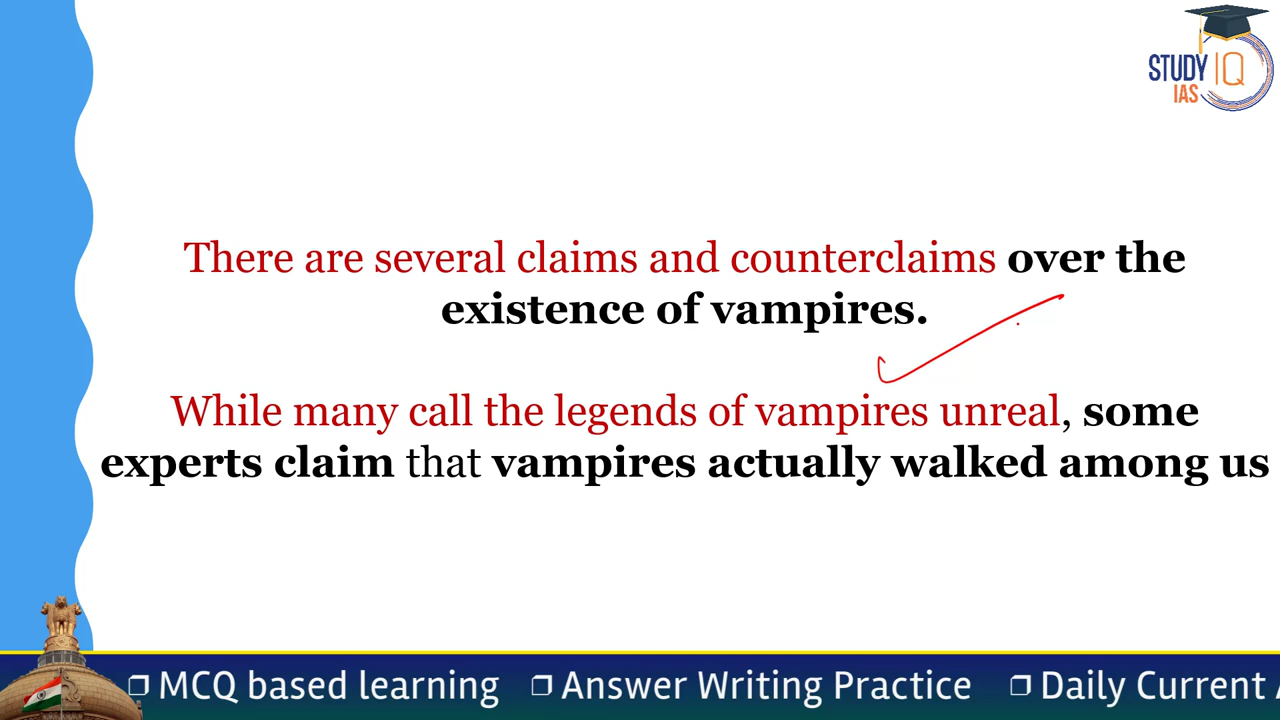 STUDY IQ
IAS
There are several claims and counterclaims over the
existence of vampires.
While many call the legends of vampires unreal, some
experts claim that vampires actually walked among us
❒ MCQ based learning ❒ Answer Writing Practice ❒ Daily Current